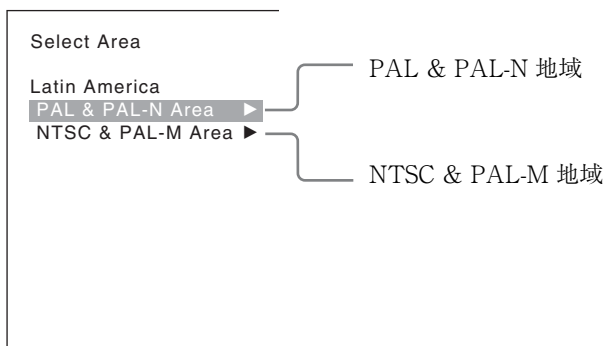 Select Area
Latin America
PAL & PAL-N Area ▶
NTSC & PAL-M Area ▶
PAL & PAL-N 地域
NTSC & PAL-M 地域